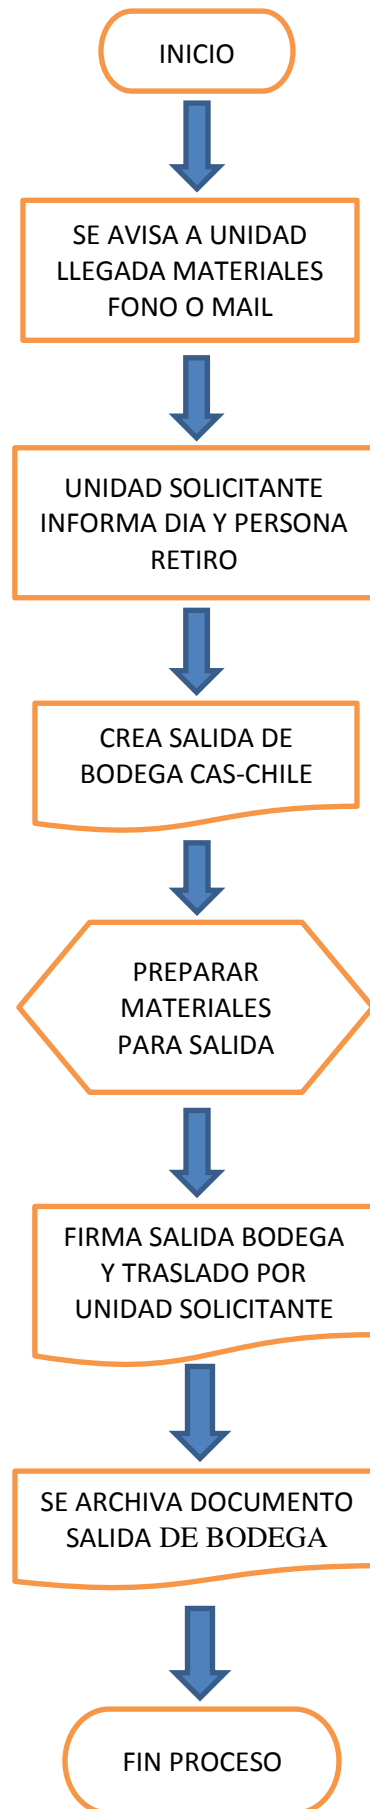 INICIO
SE AVISA A UNIDAD
LLEGADA MATERIALES
FONO O MAIL
UNIDAD SOLICITANTE
INFORMA DIA Y PERSONA
RETIRO
CREA SALIDA DE
BODEGA CAS-CHILE
PREPARAR
MATERIALES
PARA SALIDA
FIRMA SALIDA BODEGA
Y TRASLADO POR
UNIDAD SOLICITANTE
SE ARCHIVA DOCUMENTO
SALIDA DE BODEGA
FIN PROCESO